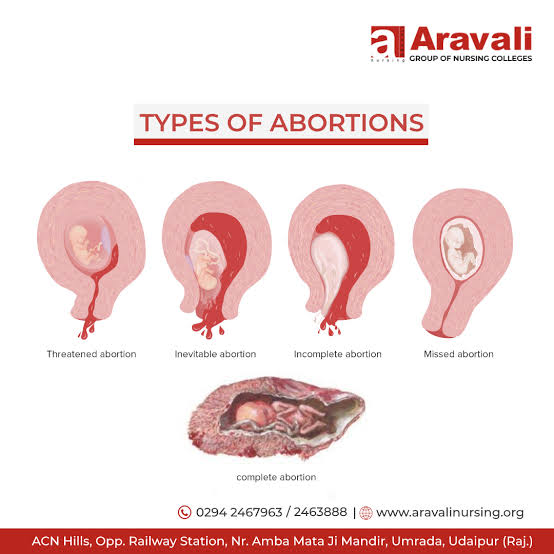 a Aravali
Nursing GROUP OF NURSING COLLEGES
TYPES OF ABORTIONS
Threatened abortion Inevitable abortion Incomplete abortion Missed abortion
complete abortion
0294 2467963 / 2463888 | www.aravalinursing.org
ACN Hills, Opp. Railway Station, Nr. Amba Mata Ji Mandir, Umrada, Udaipur (Raj.)